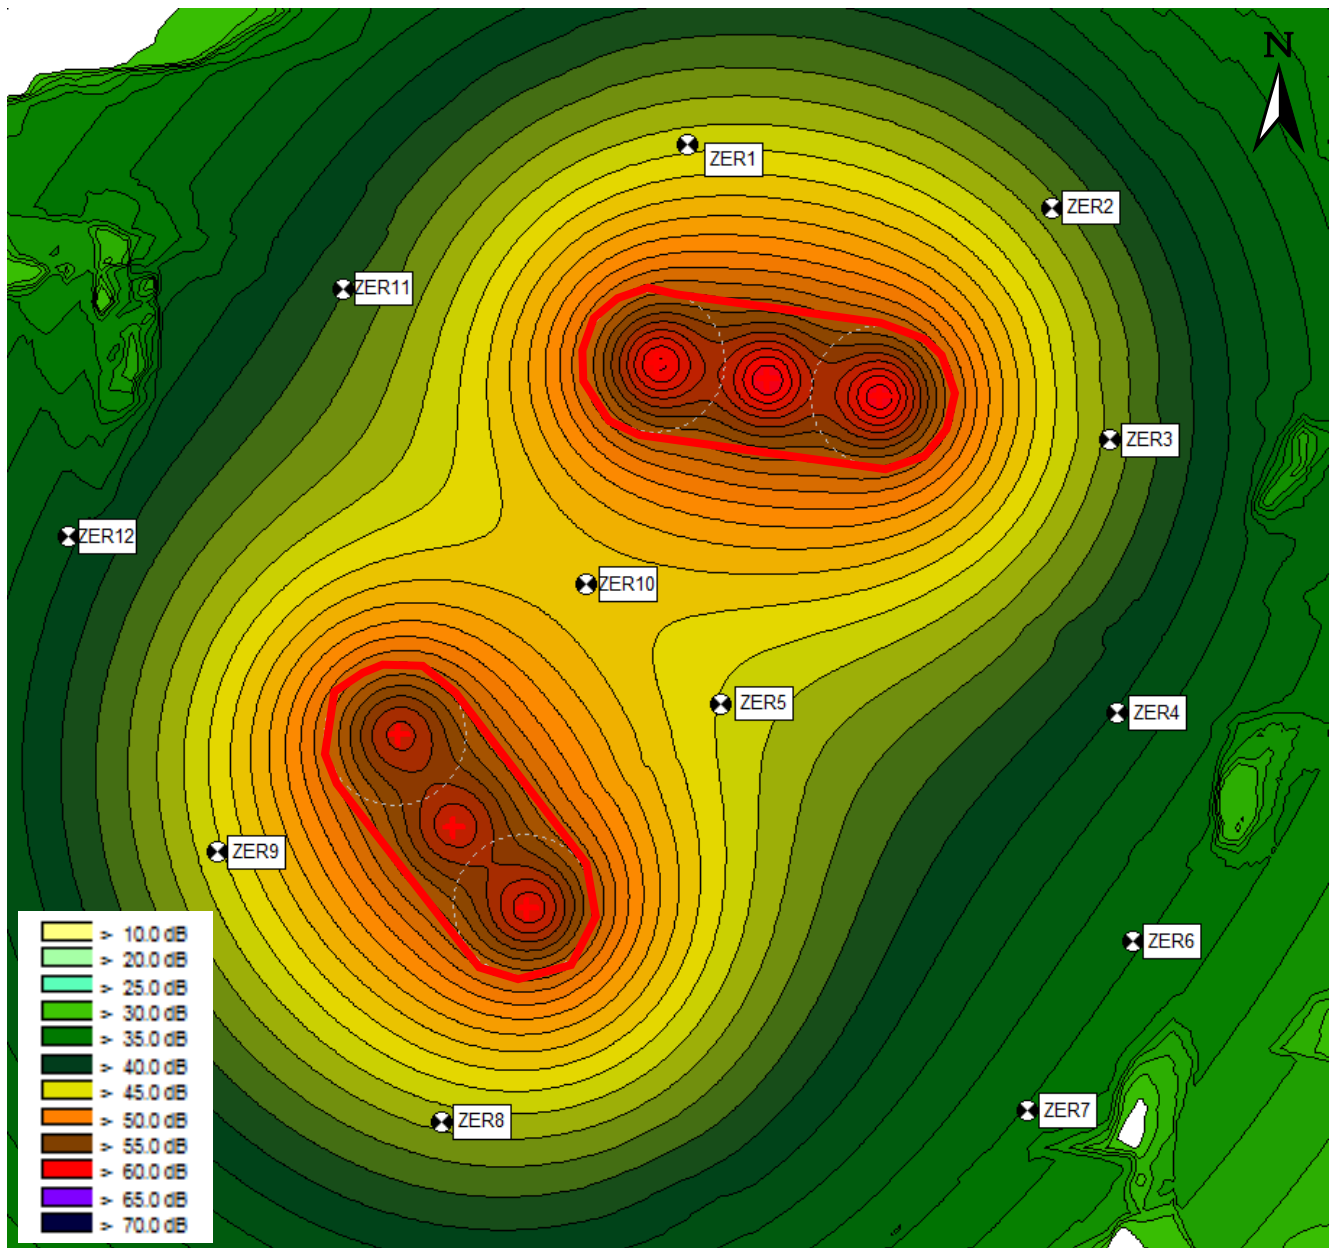 N
ZER1
ZER2
ZER11
ZER3
ZER12
ZER10
ZER5
ZER4
ZER9
ZER6
ZER7
ZER8
> 10.0 dB
> 20.0 dB
> 25.0 dB
> 30.0 dB
> 35.0 dB
> 40.0 dB
> 45.0 dB
> 50.0 dB
> 55.0 dB
> 60.0 dB
> 65.0 dB
> 70.0 dB